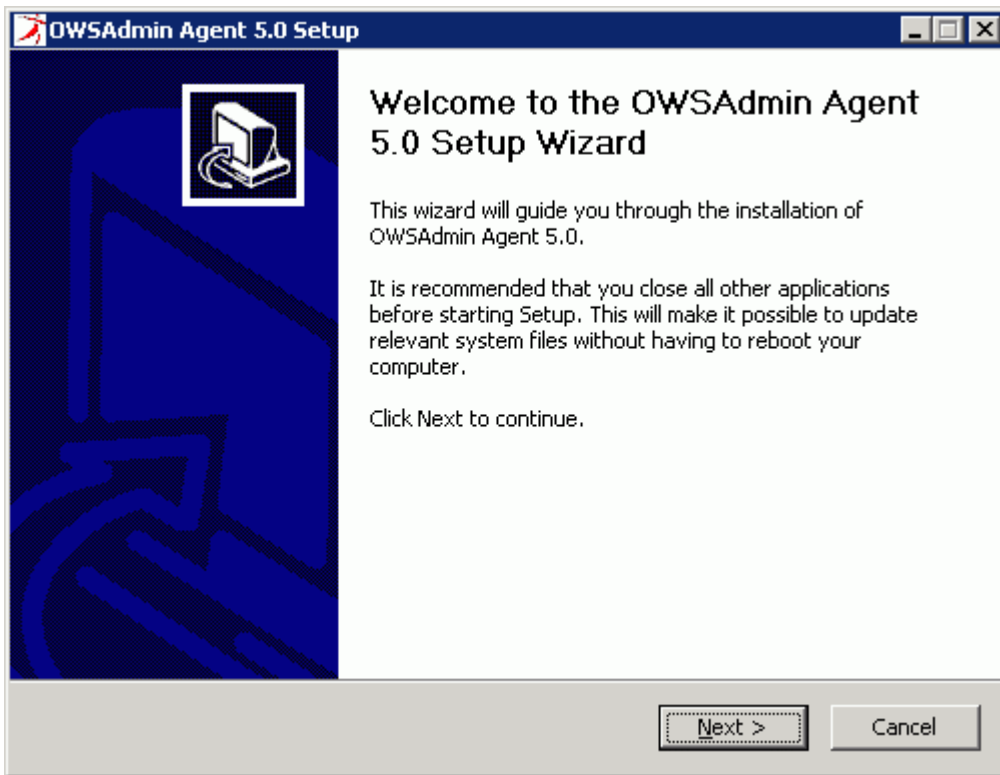 OWSAdmin Agent 5.0 Setup
Welcome to the OWSAdmin Agent
5.0 Setup Wizard
This wizard will guide you through the installation of
OWSAdmin Agent 5.0.
It is recommended that you close all other applications
before starting Setup. This will make it possible to update
relevant system files without having to reboot your
computer.
Click Next to continue.
Next >
Cancel